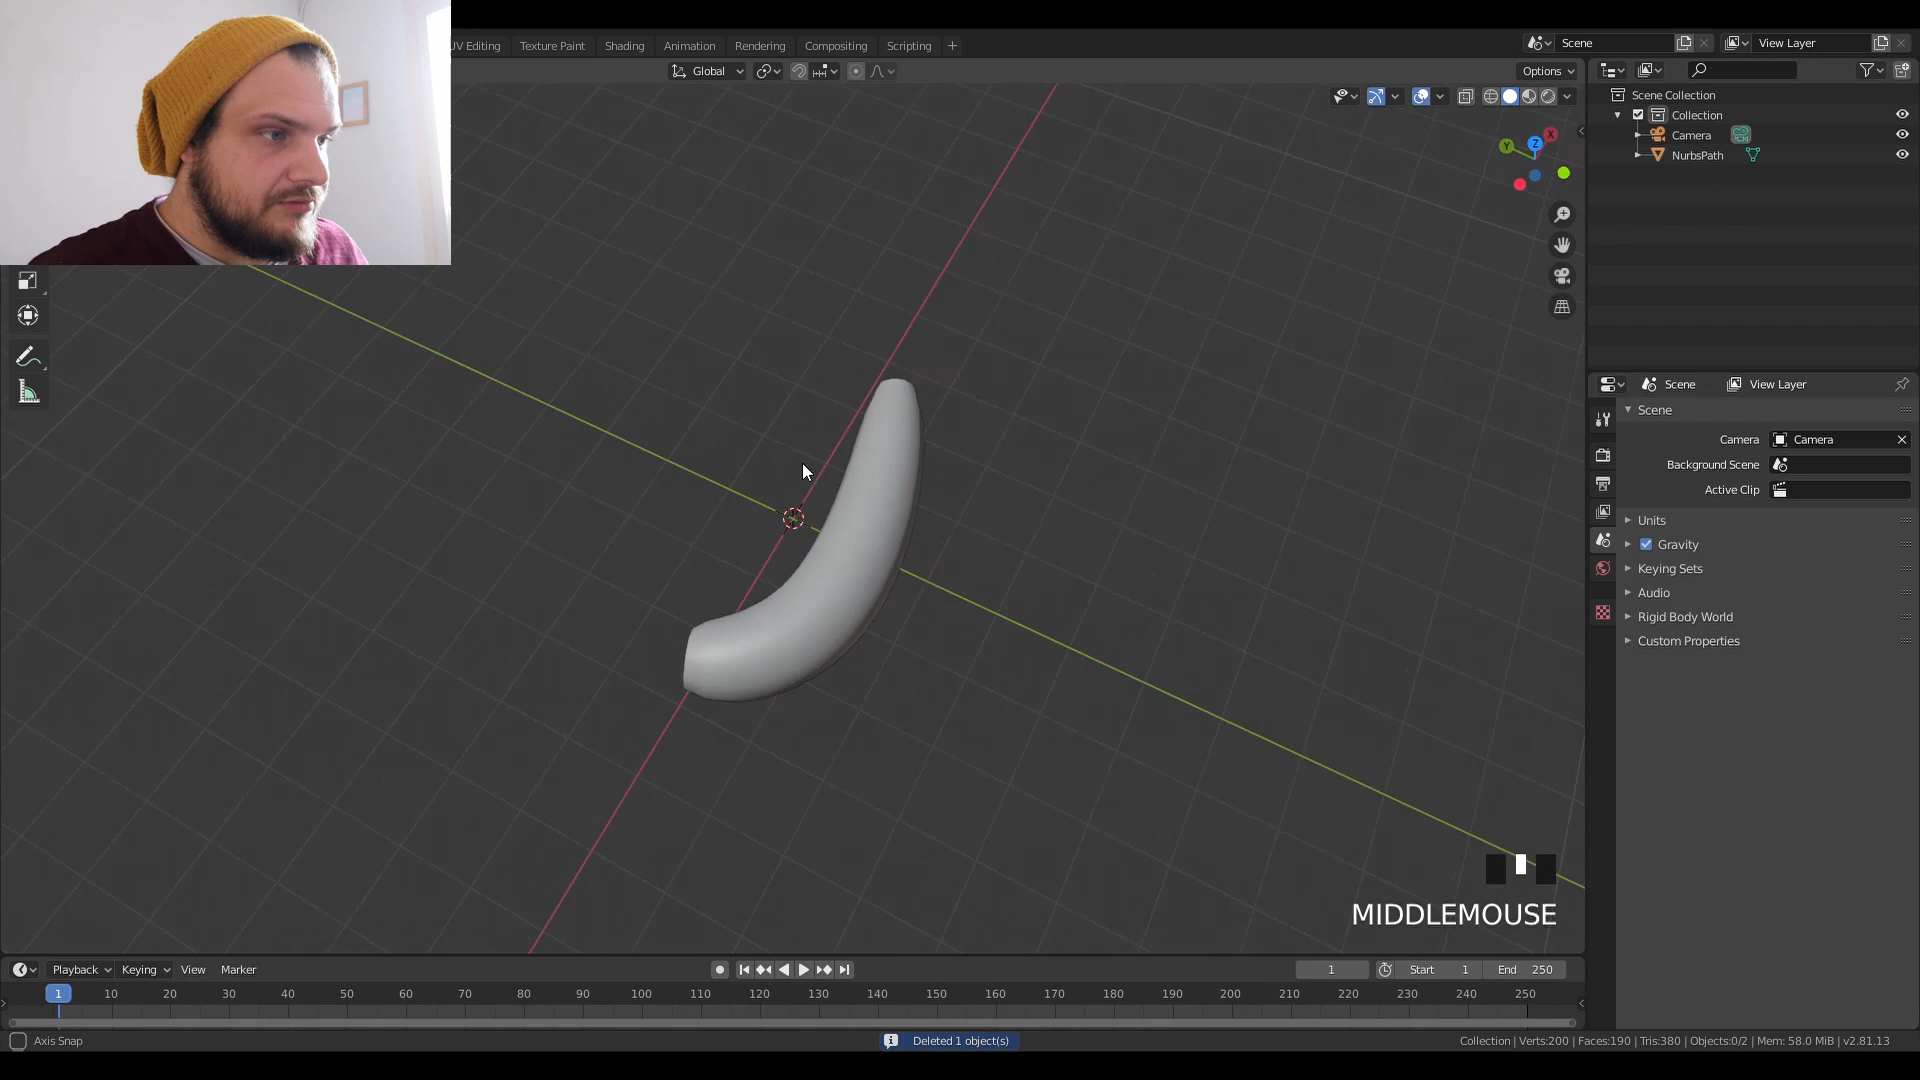 UV Editing Texture Paint Shading Animation Rendering Compositing Scripting +
Scene
View Layer
Global
Options
Scene Collection
Collection
Camera
NurbsPath
X
Y
Z
Scene
View Layer
Scene
Camera
Camera
Background Scene
Active Clip
Units
Gravity
Keying Sets
Audio
Rigid Body World
Custom Properties
MIDDLEMOUSE
Playback Keying View Marker
1
Start 1
End 250
1 10 20 30 40 50 60 70 80 90 100 110 120 130 140 150 160 170 180 190 200 210 220 230 240 250
Axis Snap
Deleted 1 object(s)
Collection | Verts:200 | Faces:190 | Tris:380 | Objects:0/2 | Mem: 58.0 MiB | v2.81.13